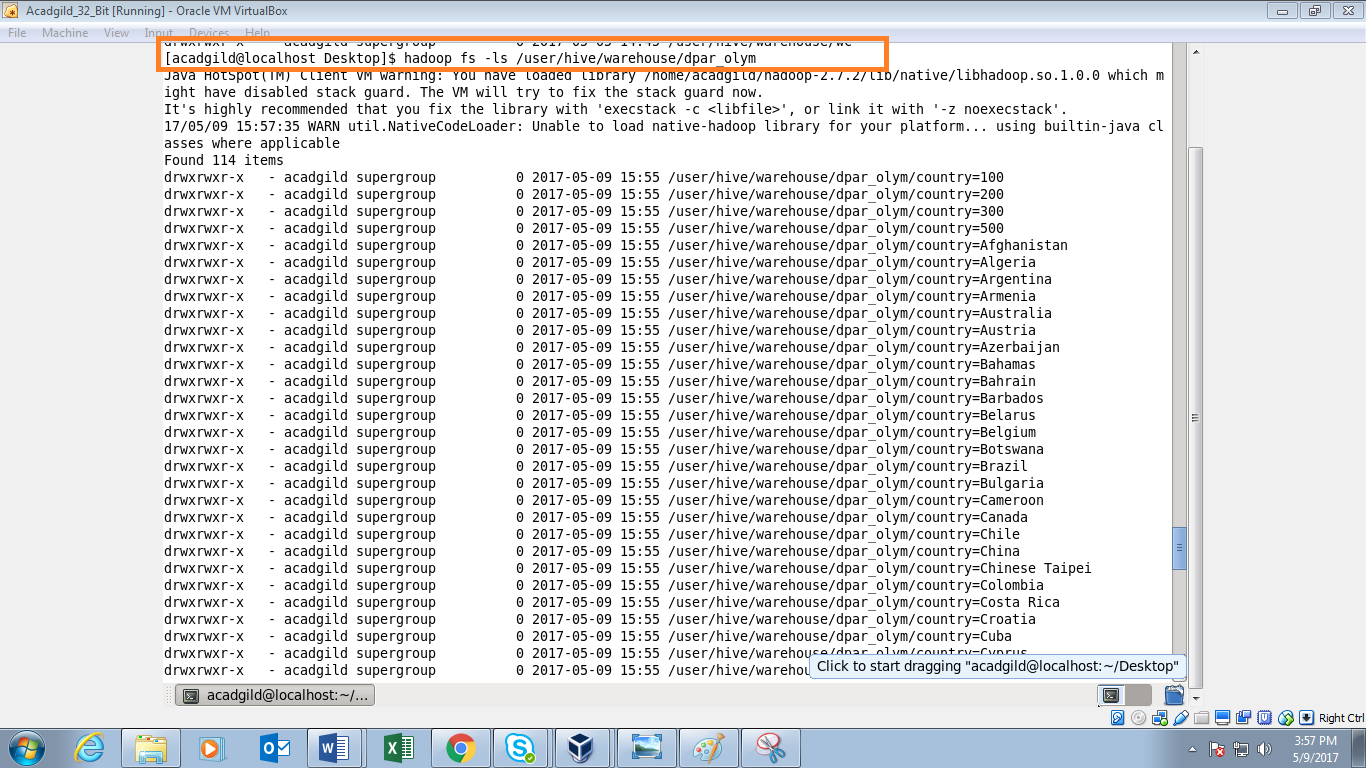 Acadgild_32_Bit [Running] - Oracle VM VirtualBox
File Machine View Input Devices Help
drwxrwxr-x - acadgild supergroup 0 2017-05-05 14:45 /user/hive/warehouse/wc
[acadgild@localhost Desktop]$ hadoop fs -ls /user/hive/warehouse/dpar_olym
Java HotSpot(TM) Client VM warning: You have loaded library /home/acadgild/hadoop-2.7.2/lib/native/libhadoop.so.1.0.0 which m
ight have disabled stack guard. The VM will try to fix the stack guard now.
It's highly recommended that you fix the library with 'execstack -c <libfile>', or link it with '-z noexecstack'.
17/05/09 15:57:35 WARN util.NativeCodeLoader: Unable to load native-hadoop library for your platform... using builtin-java cl
asses where applicable
Found 114 items
drwxrwxr-x - acadgild supergroup 0 2017-05-09 15:55 /user/hive/warehouse/dpar_olym/country=100
drwxrwxr-x - acadgild supergroup 0 2017-05-09 15:55 /user/hive/warehouse/dpar_olym/country=200
drwxrwxr-x - acadgild supergroup 0 2017-05-09 15:55 /user/hive/warehouse/dpar_olym/country=300
drwxrwxr-x - acadgild supergroup 0 2017-05-09 15:55 /user/hive/warehouse/dpar_olym/country=500
drwxrwxr-x - acadgild supergroup 0 2017-05-09 15:55 /user/hive/warehouse/dpar_olym/country=Afghanistan
drwxrwxr-x - acadgild supergroup 0 2017-05-09 15:55 /user/hive/warehouse/dpar_olym/country=Algeria
drwxrwxr-x - acadgild supergroup 0 2017-05-09 15:55 /user/hive/warehouse/dpar_olym/country=Argentina
drwxrwxr-x - acadgild supergroup 0 2017-05-09 15:55 /user/hive/warehouse/dpar_olym/country=Armenia
drwxrwxr-x - acadgild supergroup 0 2017-05-09 15:55 /user/hive/warehouse/dpar_olym/country=Australia
drwxrwxr-x - acadgild supergroup 0 2017-05-09 15:55 /user/hive/warehouse/dpar_olym/country=Austria
drwxrwxr-x - acadgild supergroup 0 2017-05-09 15:55 /user/hive/warehouse/dpar_olym/country=Azerbaijan
drwxrwxr-x - acadgild supergroup 0 2017-05-09 15:55 /user/hive/warehouse/dpar_olym/country=Bahamas
drwxrwxr-x - acadgild supergroup 0 2017-05-09 15:55 /user/hive/warehouse/dpar_olym/country=Bahrain
drwxrwxr-x - acadgild supergroup 0 2017-05-09 15:55 /user/hive/warehouse/dpar_olym/country=Barbados
drwxrwxr-x - acadgild supergroup 0 2017-05-09 15:55 /user/hive/warehouse/dpar_olym/country=Belarus
drwxrwxr-x - acadgild supergroup 0 2017-05-09 15:55 /user/hive/warehouse/dpar_olym/country=Belgium
drwxrwxr-x - acadgild supergroup 0 2017-05-09 15:55 /user/hive/warehouse/dpar_olym/country=Botswana
drwxrwxr-x - acadgild supergroup 0 2017-05-09 15:55 /user/hive/warehouse/dpar_olym/country=Brazil
drwxrwxr-x - acadgild supergroup 0 2017-05-09 15:55 /user/hive/warehouse/dpar_olym/country=Bulgaria
drwxrwxr-x - acadgild supergroup 0 2017-05-09 15:55 /user/hive/warehouse/dpar_olym/country=Cameroon
drwxrwxr-x - acadgild supergroup 0 2017-05-09 15:55 /user/hive/warehouse/dpar_olym/country=Canada
drwxrwxr-x - acadgild supergroup 0 2017-05-09 15:55 /user/hive/warehouse/dpar_olym/country=Chile
drwxrwxr-x - acadgild supergroup 0 2017-05-09 15:55 /user/hive/warehouse/dpar_olym/country=China
drwxrwxr-x - acadgild supergroup 0 2017-05-09 15:55 /user/hive/warehouse/dpar_olym/country=Chinese Taipei
drwxrwxr-x - acadgild supergroup 0 2017-05-09 15:55 /user/hive/warehouse/dpar_olym/country=Colombia
drwxrwxr-x - acadgild supergroup 0 2017-05-09 15:55 /user/hive/warehouse/dpar_olym/country=Costa Rica
drwxrwxr-x - acadgild supergroup 0 2017-05-09 15:55 /user/hive/warehouse/dpar_olym/country=Croatia
drwxrwxr-x - acadgild supergroup 0 2017-05-09 15:55 /user/hive/warehouse/dpar_olym/country=Cuba
drwxrwxr-x - acadgild supergroup 0 2017-05-09 15:55 /user/hive/warehouse/dpar_olym/country=Cyprus
drwxrwxr-x - acadgild supergroup 0 2017-05-09 15:55 /user/hive/warehou
Click to start dragging "acadgild@localhost:~/Desktop"
acadgild@localhost:~/...
Right Ctrl
3:57 PM
5/9/2017